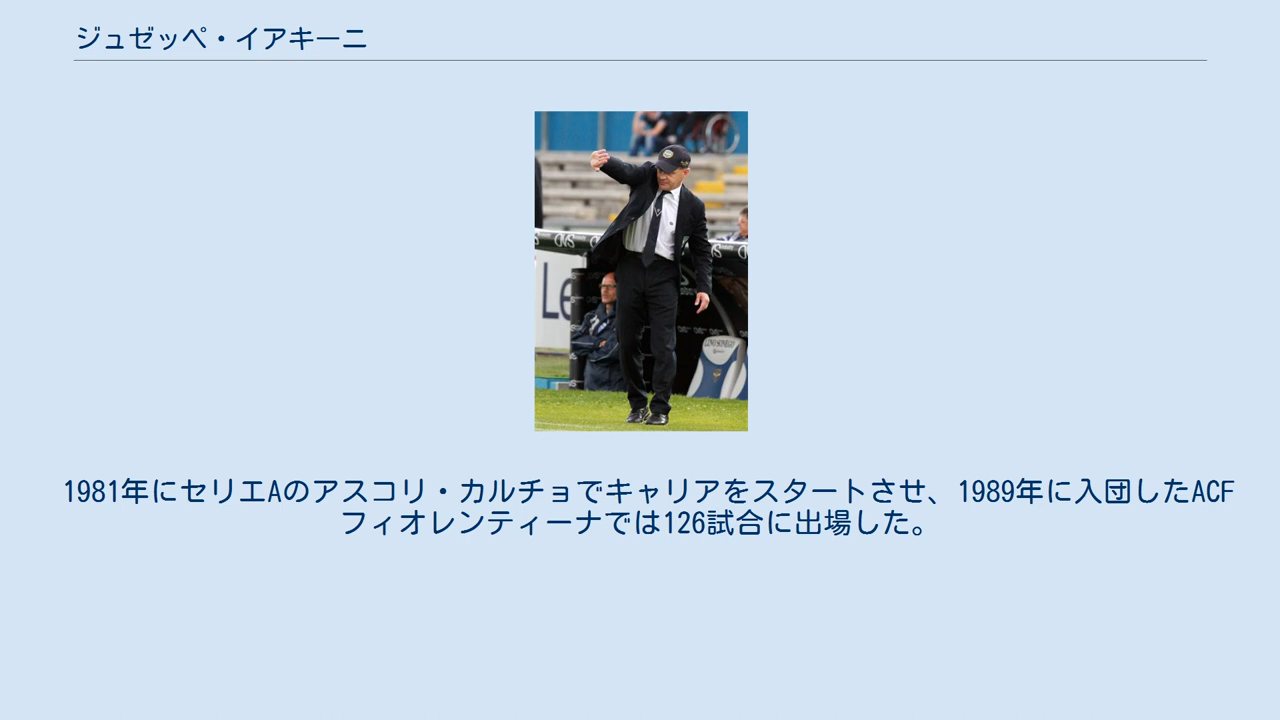 ジュゼッペ・イアキーニ
Le
1981年にセリエAのアスコリ・カルチョでキャリアをスタートさせ、1989年に入団したACF
フィオレンティーナでは126試合に出場した。